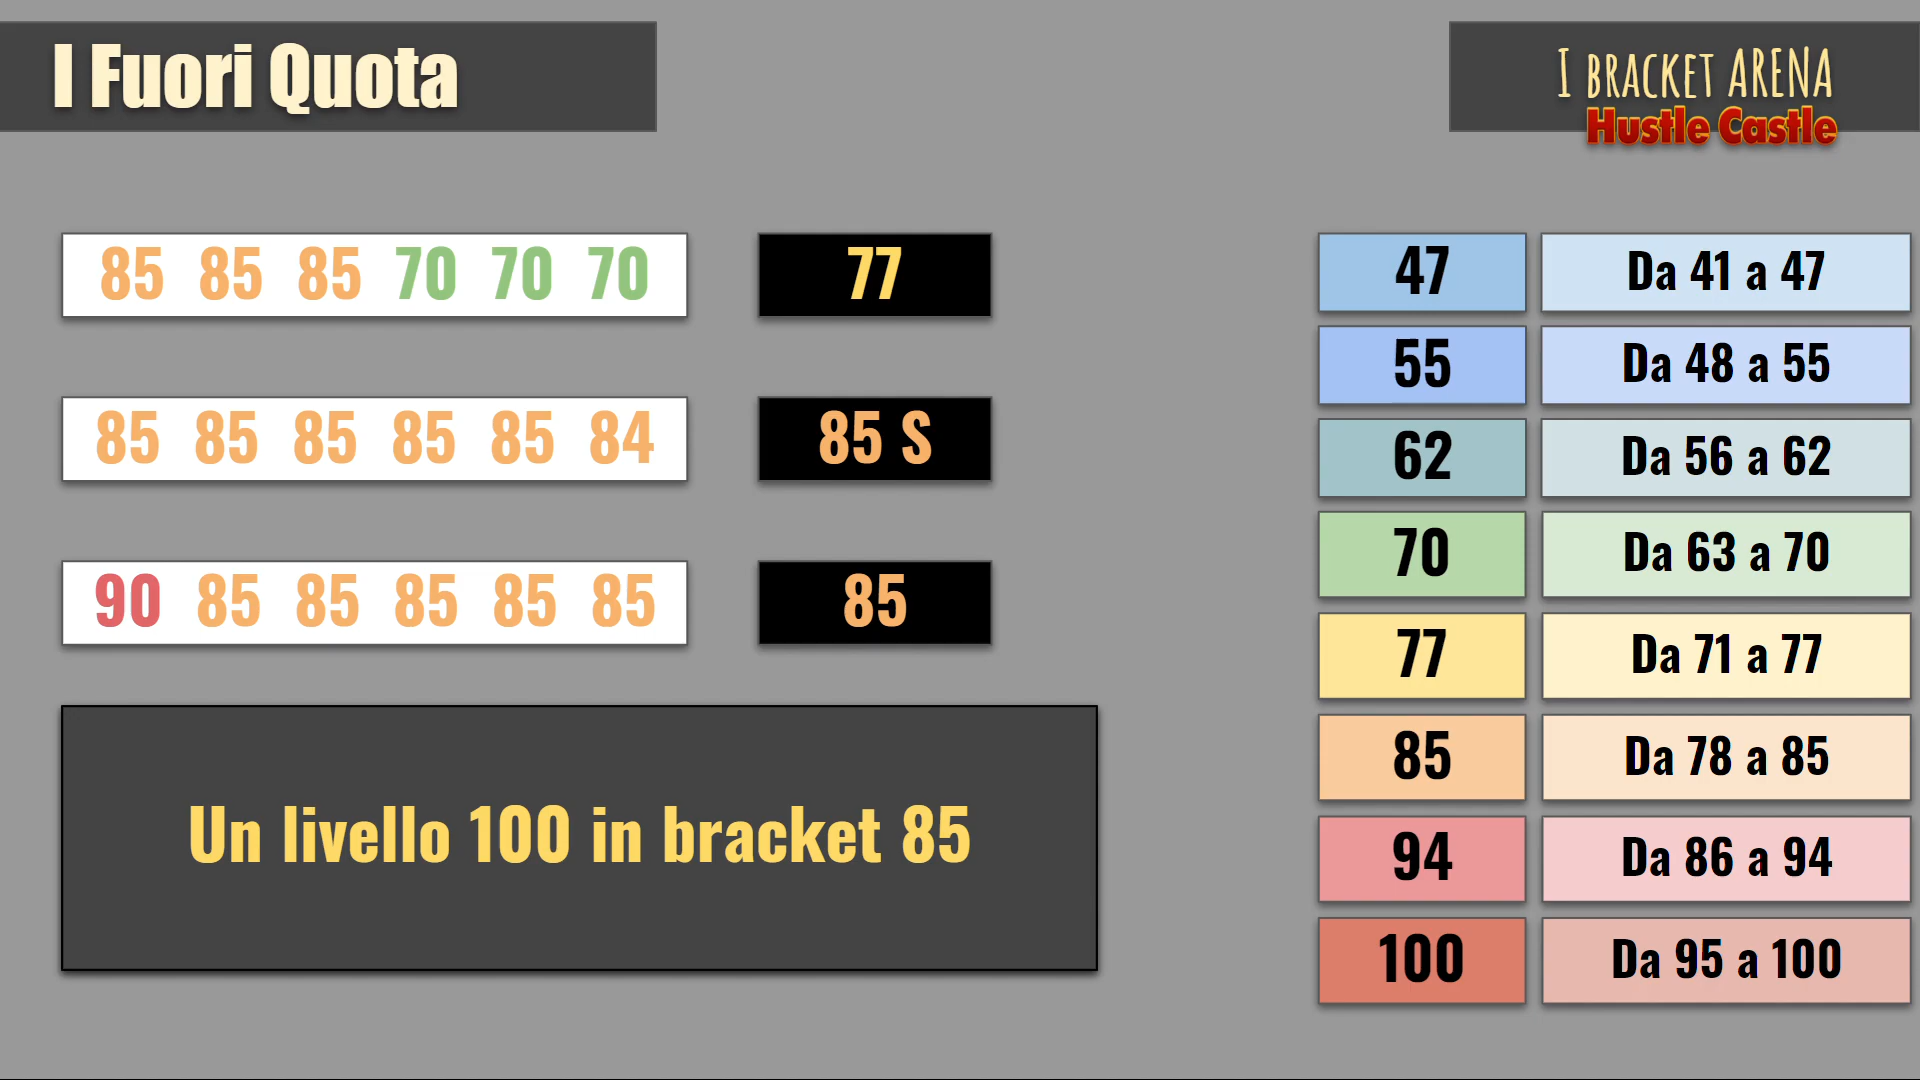 I Fuori Quota
I BRACKET ARENA
Hustle Castle
85 85 85 70 70 70
77
85 85 85 85 85 84
85 S
90 85 85 85 85 85
85
Un livello 100 in bracket 85
47 Da 41 a 47
55 Da 48 a 55
62 Da 56 a 62
70 Da 63 a 70
77 Da 71 a 77
85 Da 78 a 85
94 Da 86 a 94
100 Da 95 a 100